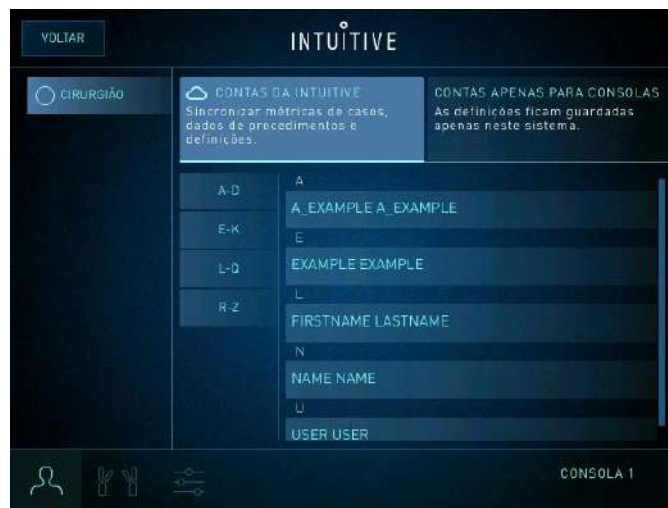 VOLTAR
INTUITIVE
CIRURGIÃO
CONTAS DA INTUITIVE
Sincronizar métricas de casos,
dados de procedimentos e
definições.
CONTAS APENAS PARA CONSOLAS
As definições ficam guardadas
apenas neste sistema.
A-D
E-K
L-Q
R-Z
A
A_EXAMPLE A_EXAMPLE
E
EXAMPLE EXAMPLE
L
FIRSTNAME LASTNAME
N
NAME NAME
U
USER USER
CONSOLA 1